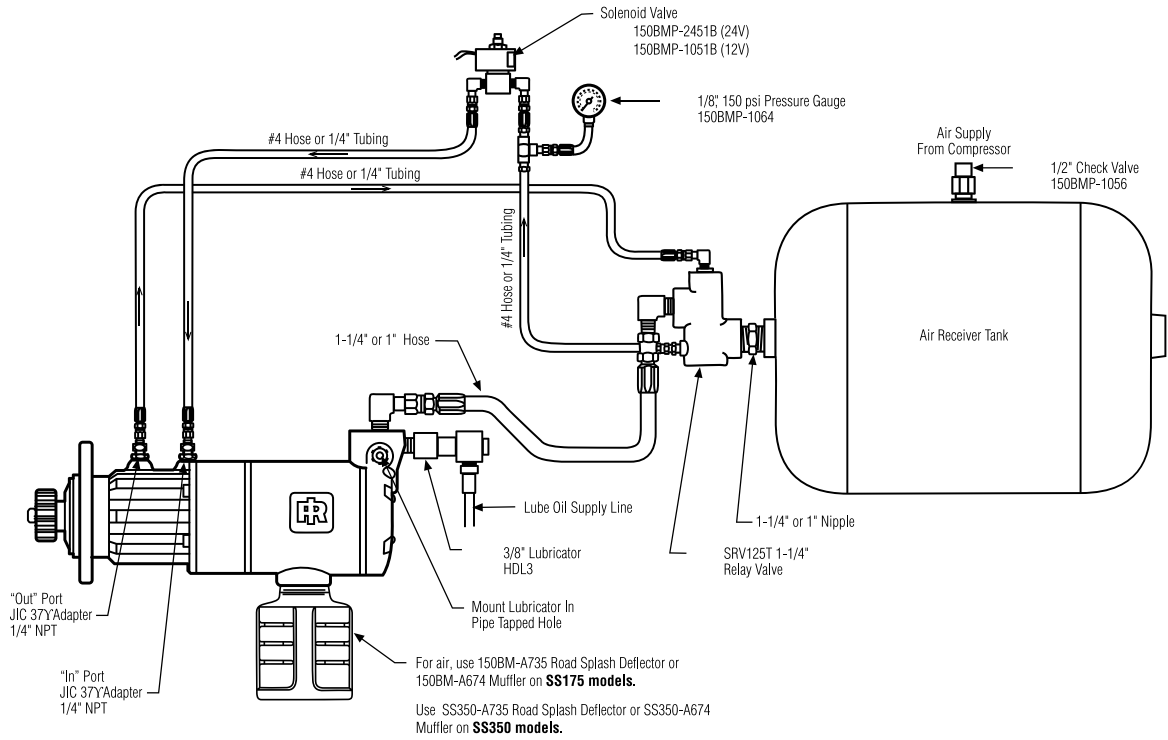 Solenoid Valve
150BMP-2451B (24V)
150BMP-1051B (12V)
1/8", 150 psi Pressure Gauge
150BMP-1064
Air Supply
From Compressor
1/2" Check Valve
150BMP-1056
#4 Hose or 1/4" Tubing
#4 Hose or 1/4" Tubing
#4 Hose or 1/4" Tubing
1-1/4" or 1" Hose
Air Receiver Tank
IR
Lube Oil Supply Line
1-1/4" or 1" Nipple
3/8" Lubricator
HDL3
SRV125T 1-1/4"
Relay Valve
"Out" Port
JIC 37ϓAdapter
1/4" NPT
Mount Lubricator In
Pipe Tapped Hole
"In" Port
JIC 37ϓAdapter
1/4" NPT
For air, use 150BM-A735 Road Splash Deflector or
150BM-A674 Muffler on SS175 models.
Use SS350-A735 Road Splash Deflector or SS350-A674
Muffler on SS350 models.